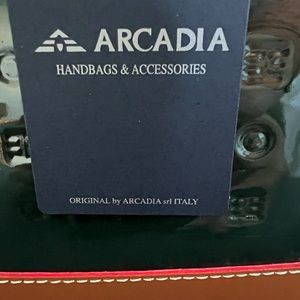 ARCADIA
HANDBAGS & ACCESSORIES
ORIGINAL by ARCADIA srl ITALY